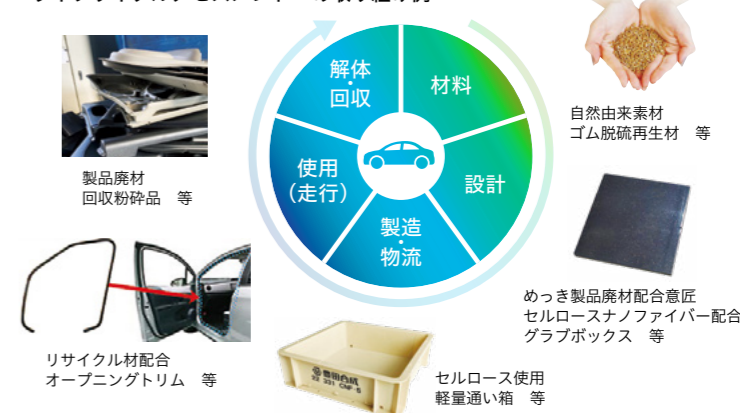 解体
・
回収
材料
使用
（走行）
設計
製造
・
物流
自然由来素材
ゴム脱硫再生材　等
製品廃材
回収粉砕品　等
めっき製品廃材配合意匠
セルロースナノファイバー配合
グラブボックス　等
リサイクル材配合
オープニングトリム　等
豊田合成
セルロース使用
軽量通い箱　等